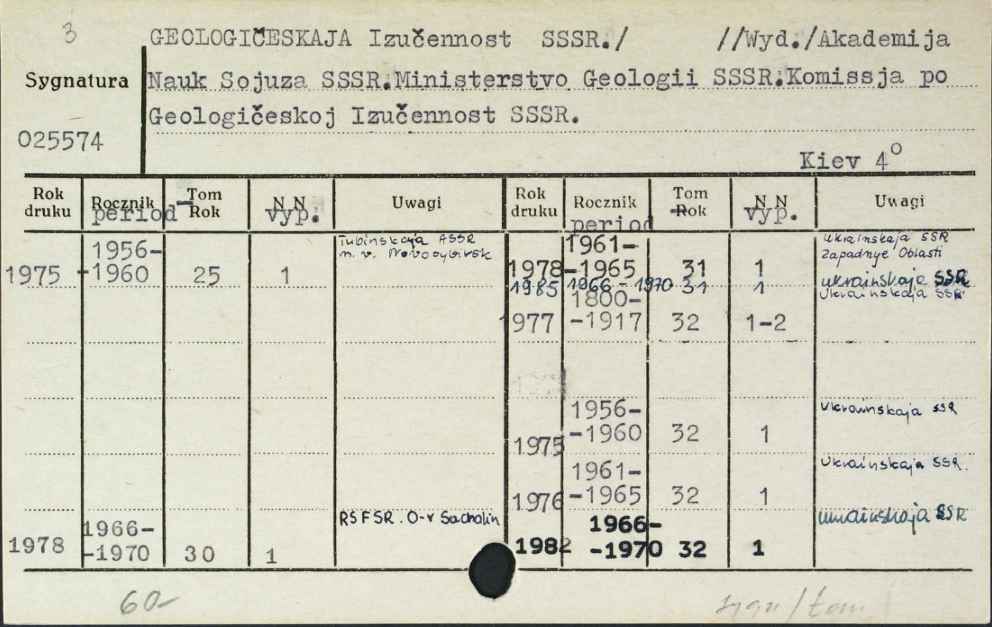 3
GEOLOGIČESKAJA Izučennost SSSR./ //Wyd./Akademija
Sygnatura
Nauk Sojuza SSSR.Ministerstvo Geologii SSSR.Komissja po
Geologičeskoj Izučennost SSSR.
025574
Kiev 4°
Rok druku Rocznik Tom Rok N N Uwagi Rok druku Rocznik Tom Rok N N Uwagi
period vyp. period vyp.
ASSR
1975 1956-1960 25 1
Ukrainskaja SSR
Zapadnye Oblasti
1978 1961-1965 31 1 Ukrainskaja SSR
1985 1966-1970 31 1 Ukrainskaja SSR
1977 1800-1917 32 1-2
1975 1956-1960 32 1 Ukrainskaja SSR
1976 1961-1965 32 1 Ukrainskaja SSR.
1978 1966-1970 30 1 RSFSR. O-v Sachalin
1982 1966-1970 32 1 Ukrainskaja SSR
60-